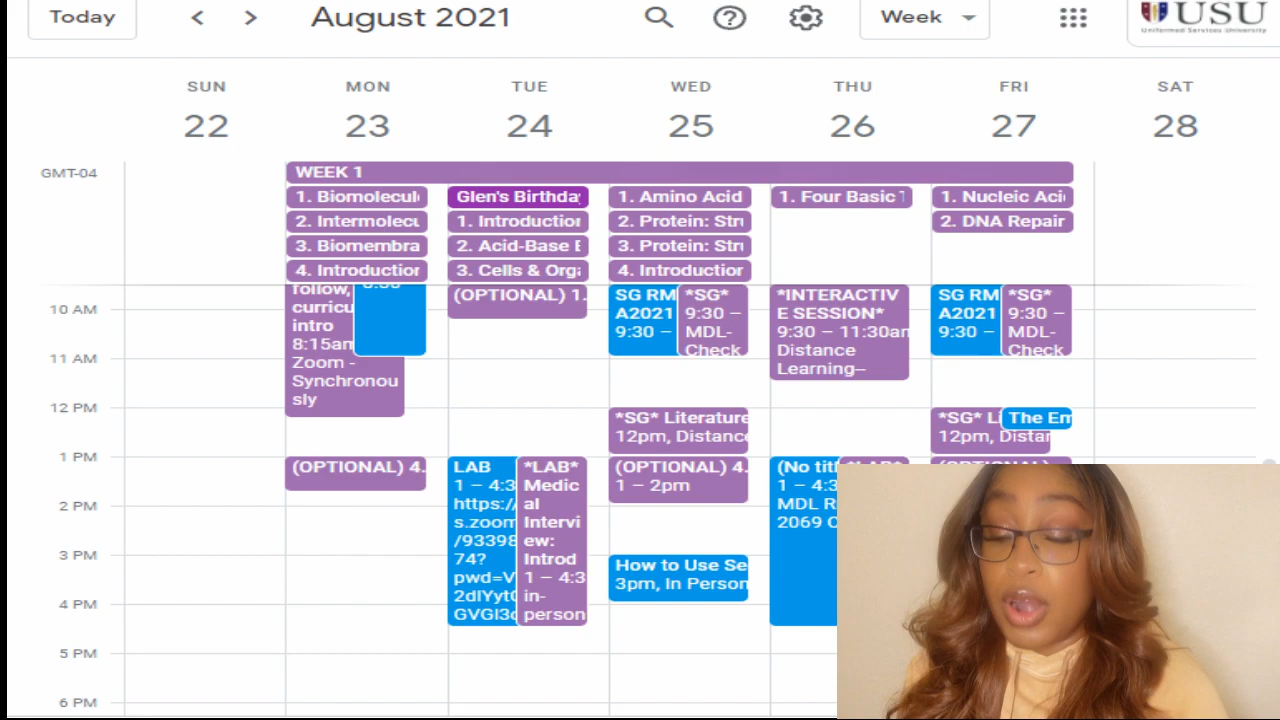 Today
August 2021
Week
USU
Uniformed Services University
SUN
MON
TUE
WED
THU
FRI
SAT
22
23
24
25
26
27
28
GMT-04
WEEK 1
1. Biomolecul
Glen's Birthda
1. Amino Acid
1. Four Basic
1. Nucleic Aci
2. Intermolecu
1. Introduction
2. Protein: Stru
2. DNA Repair
3. Biomembra
2. Acid-Base
3. Protein: Stru
4. Introduction
3. Cells & Orga
4. Introduction
10 AM
11 AM
12 PM
1 PM
2 PM
3 PM
4 PM
5 PM
6 PM
follow,
curricu
intro
8:15am
Zoom -
Synchronou
sly
(OPTIONAL) 4.
(OPTIONAL) 1.
LAB
1 – 4:3
https://
s.zoom
/93398
74?
pwd=V
2dlYyt
GVGl3
*LAB*
Medic
al
Intervi
ew:
Introd
1 – 4:3
in-
person
SG RM
A2021
9:30 –
*SG*
9:30 –
MDL-
Check
*SG* Literature
12pm, Distance
(OPTIONAL) 4.
1 – 2pm
How to Use Se
3pm, In Person
*INTERACTIV
E SESSION*
9:30 – 11:30am
Distance
Learning--
(No titl
1 – 4:3
MDL R
2069
SG RM
A2021
9:30 –
*SG*
9:30 –
MDL-
Check
*SG* Li
12pm, Distan
The Em